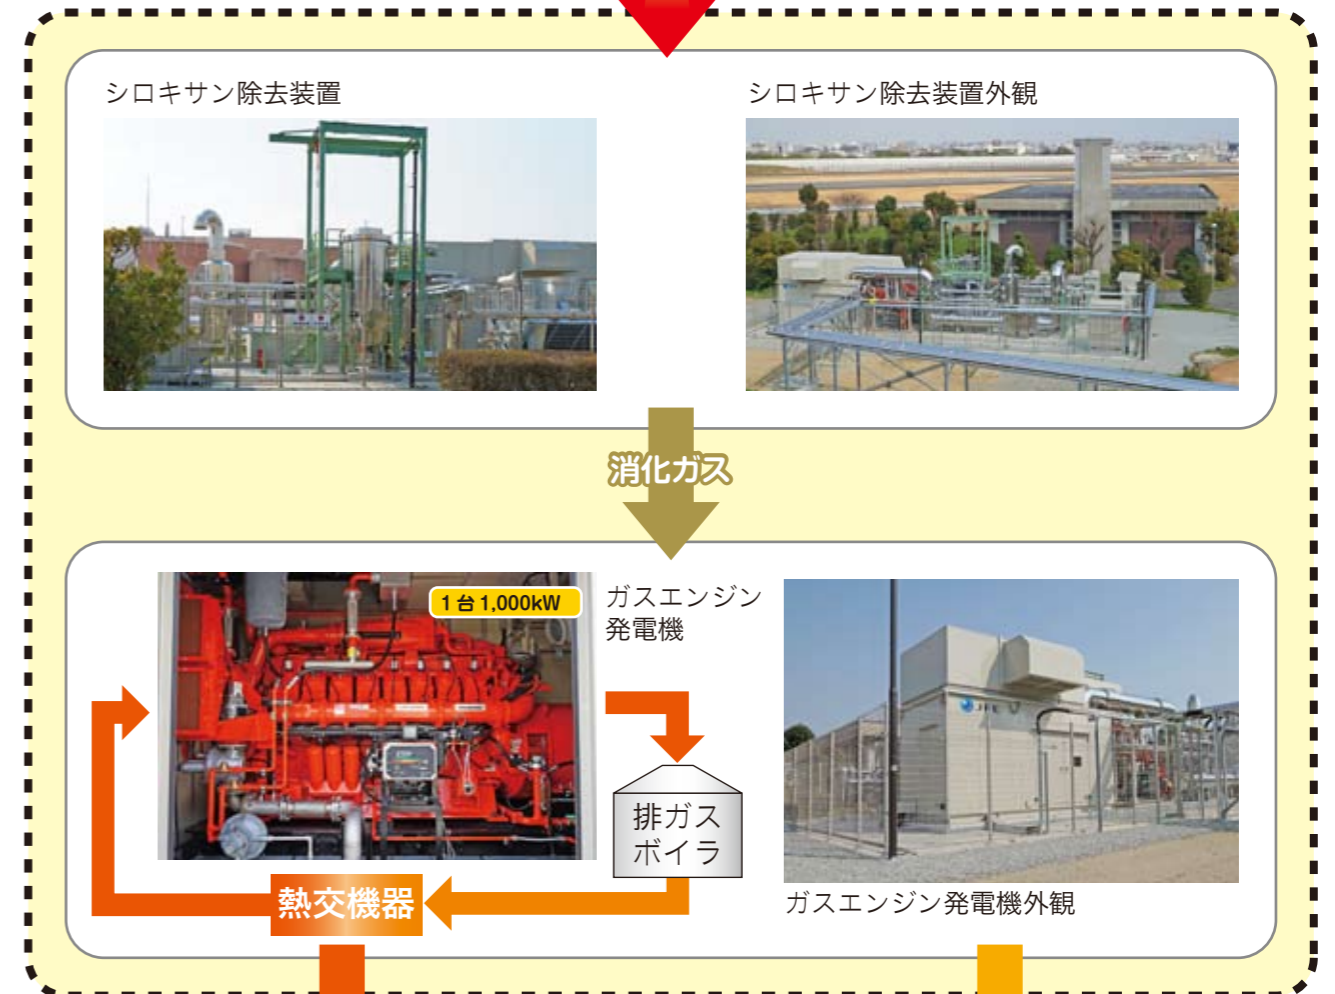 シロキサン除去装置
シロキサン除去装置外観
消化ガス
1台1,000kW
ガスエンジン
発電機
排ガス
ボイラ
熱交機器
JFE
ガスエンジン発電機外観